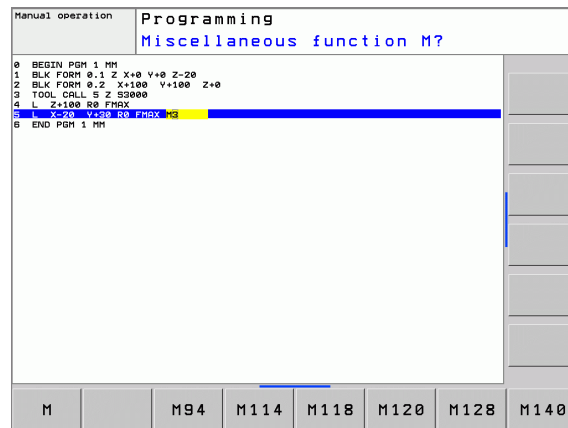 Manual operation
Programming
Miscellaneous function M?
0 BEGIN PGM 1 MM
1 BLK FORM 0.1 Z X+0 Y+0 Z-20
2 BLK FORM 0.2 X+100 Y+100 Z+0
3 TOOL CALL 5 Z S3000
4 L Z+100 R0 FMAX
5 L X-20 Y+30 R0 FMAX M3
6 END PGM 1 MM
M M94 M114 M118 M120 M128 M140